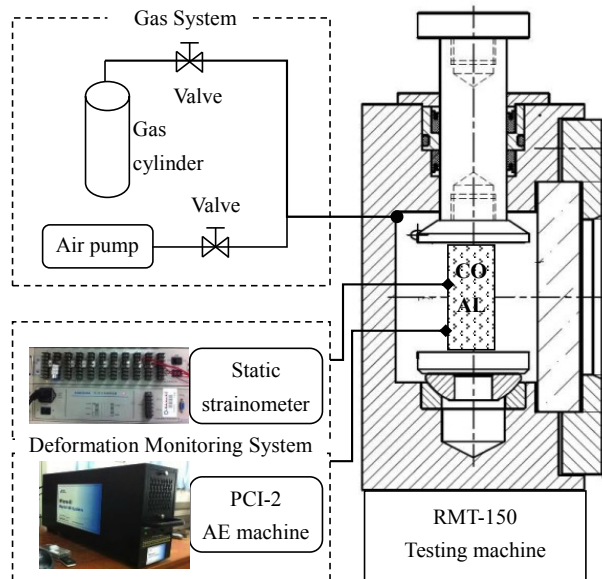 Gas System
Valve
Gas
cylinder
Valve
Air pump
CO
AL
Static
strainometer
Deformation Monitoring System
PCI-2
AE machine
RMT-150
Testing machine